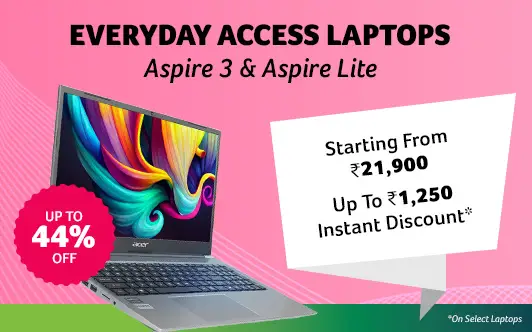 EVERYDAY ACCESS LAPTOPS
Aspire 3 & Aspire Lite
Starting From
₹21,900
Up To ₹1,250
Instant Discount*
UP TO
44%
OFF
acer
*On Select Laptops